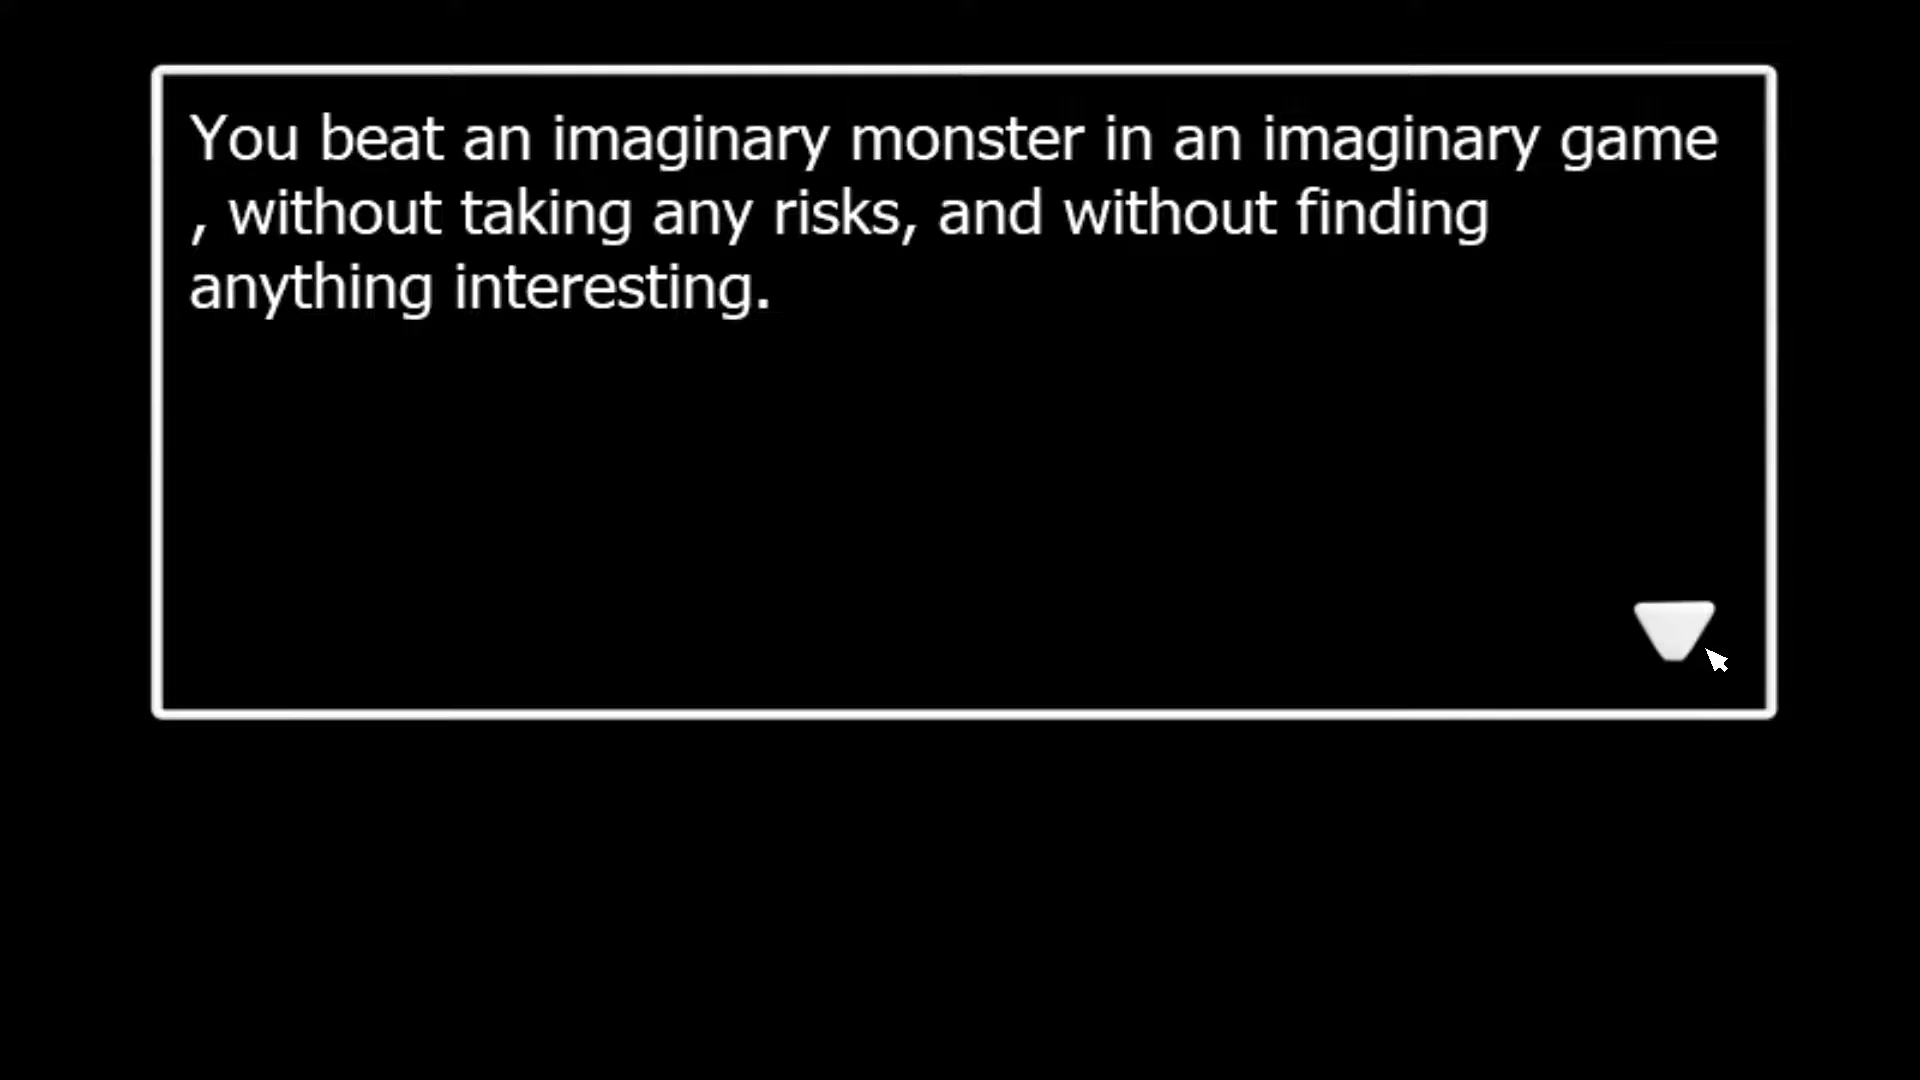 You beat an imaginary monster in an imaginary game
, without taking any risks, and without finding
anything interesting.